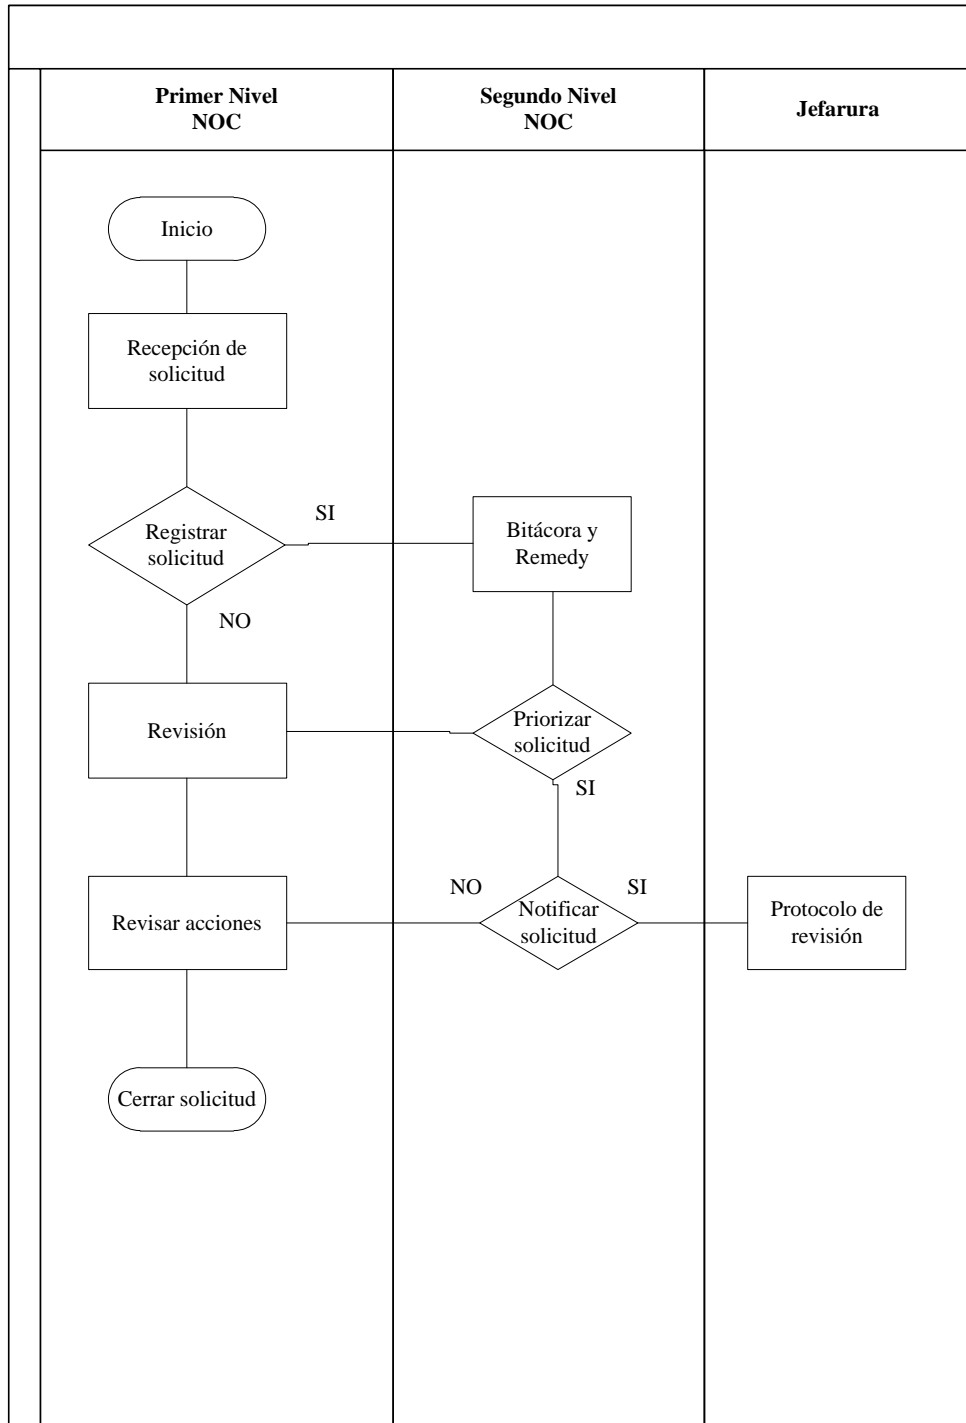 Primer Nivel
NOC
Segundo Nivel
NOC
Jefarura
Inicio
Recepción de
solicitud
Registrar
solicitud
SI
Bitácora y
Remedy
NO
Revisión
Priorizar
solicitud
SI
Revisar acciones
NO
Notificar
solicitud
SI
Protocolo de
revisión
Cerrar solicitud